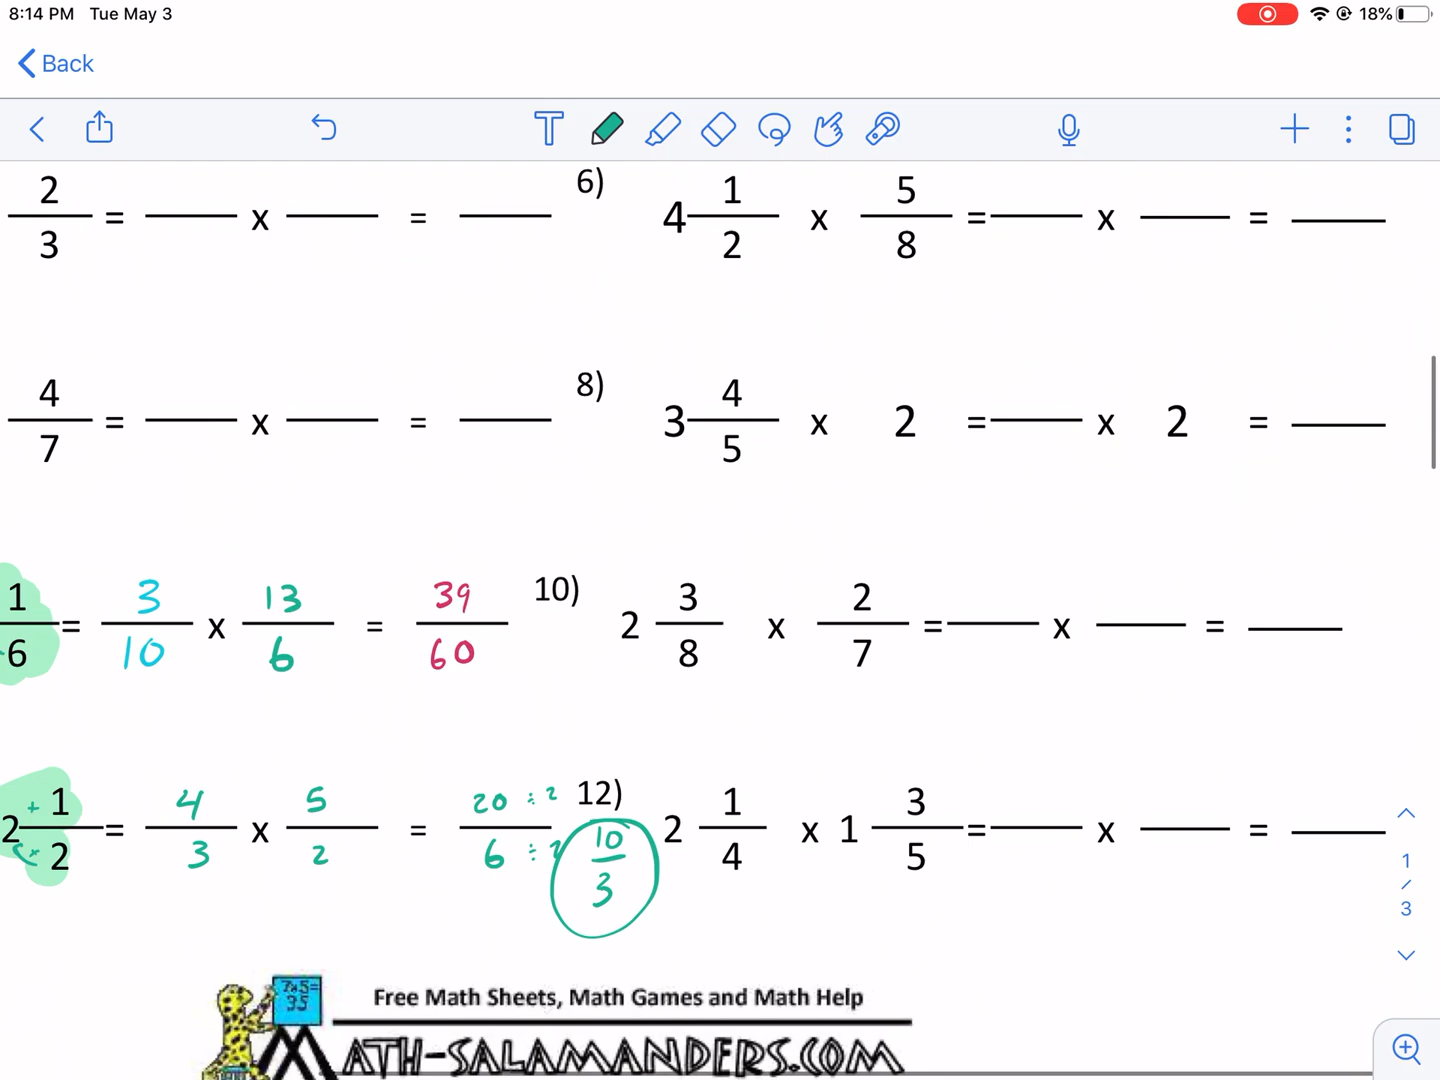 8:14 PM Tue May 3 18%
Back
2/3 = ___ x ___ = ___
6) 4 1/2 x 5/8 = ___ x ___ = ___
4/7 = ___ x ___ = ___
8) 3 4/5 x 2 = ___ x 2 = ___
1/6 = 3/10 x 13/6 = 39/60
10) 2 3/8 x 2/7 = ___ x ___ = ___
2 + 1/2 = 4/3 x 5/2 = 20 ÷ 2 / 6 ÷ 2 10/3
12) 2 1/4 x 1 3/5 = ___ x ___ = ___
1
/
3
7x5=
35
Free Math Sheets, Math Games and Math Help
MATH-SALAMANDERS.COM